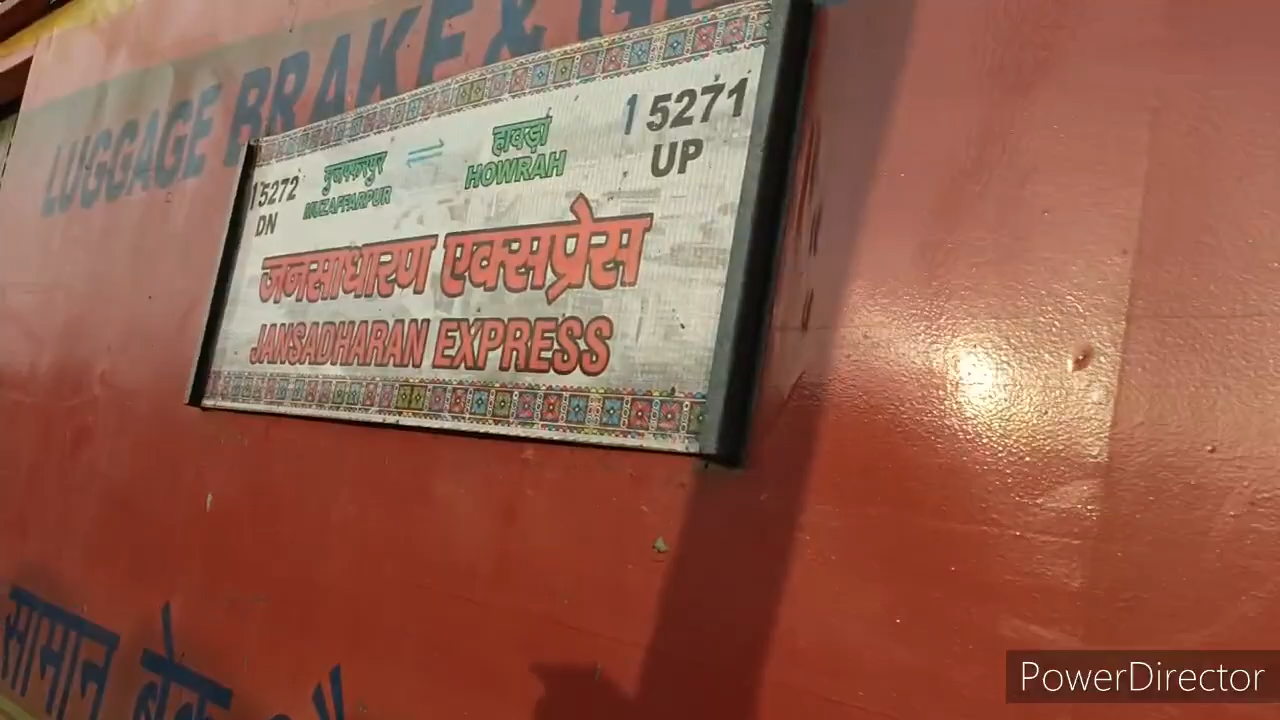 LUGGAGE BRAKE & G
15272 मुजफ्फरपुर ⇌ हावड़ा 15271
DN MUZAFFARPUR HOWRAH UP
जनसाधारण एक्सप्रेस
JANSADHARAN EXPRESS
सामान ब्रेक
PowerDirector